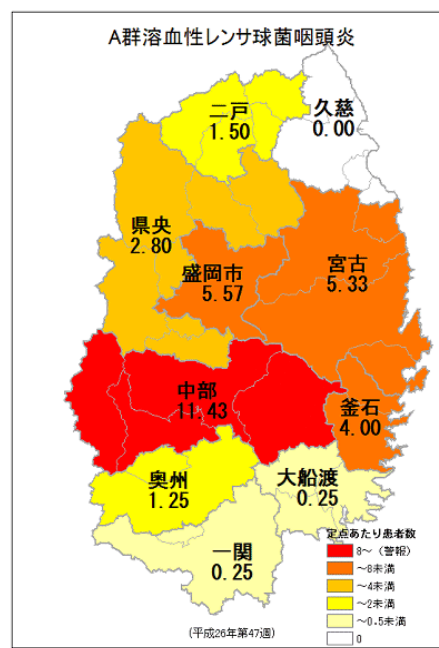 A群溶血性レンサ球菌咽頭炎
二戸
1.50
久慈
0.00
県央
2.80
盛岡市
5.57
宮古
5.33
中部
11.43
釜石
4.00
奥州
1.25
大船渡
0.25
一関
0.25
定点あたり患者数
8～（警報）
～8未満
～4未満
～2未満
～0.5未満
0
(平成26年第47週)